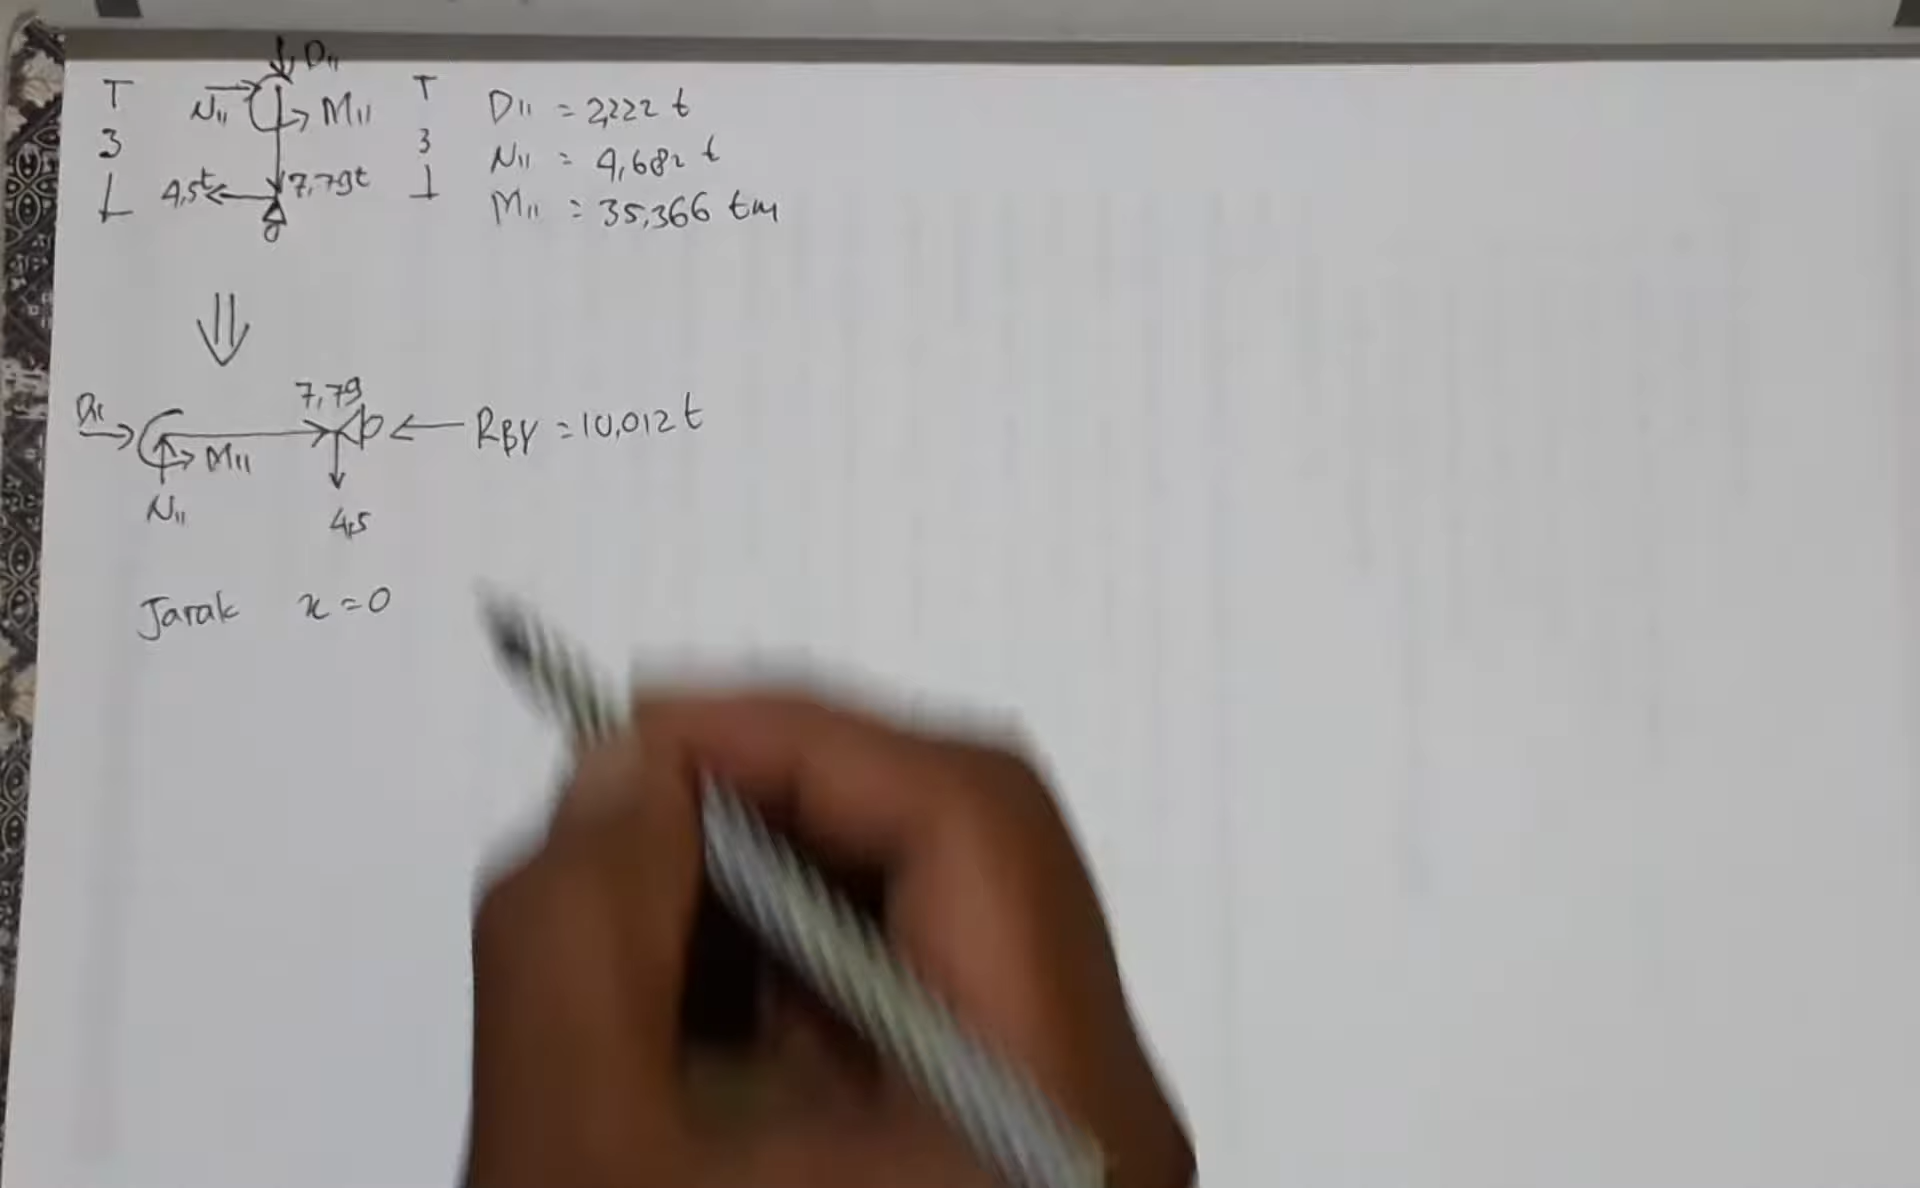 D11
T N11 M11 T
3 3
4,5t 7,79t
D11 = 2,222 t
N11 = 4,682 t
M11 = 35,366 tm
7,79
D11
M11
RBY = 10,012 t
N11
4,5
Jarak x = 0